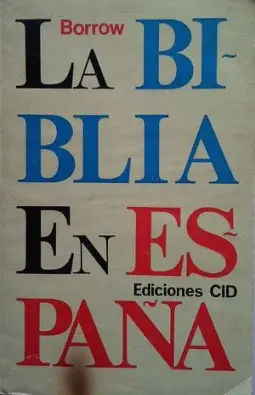 Borrow
LA BI-
BLIA
EN ES-
Ediciones CID
PAÑA